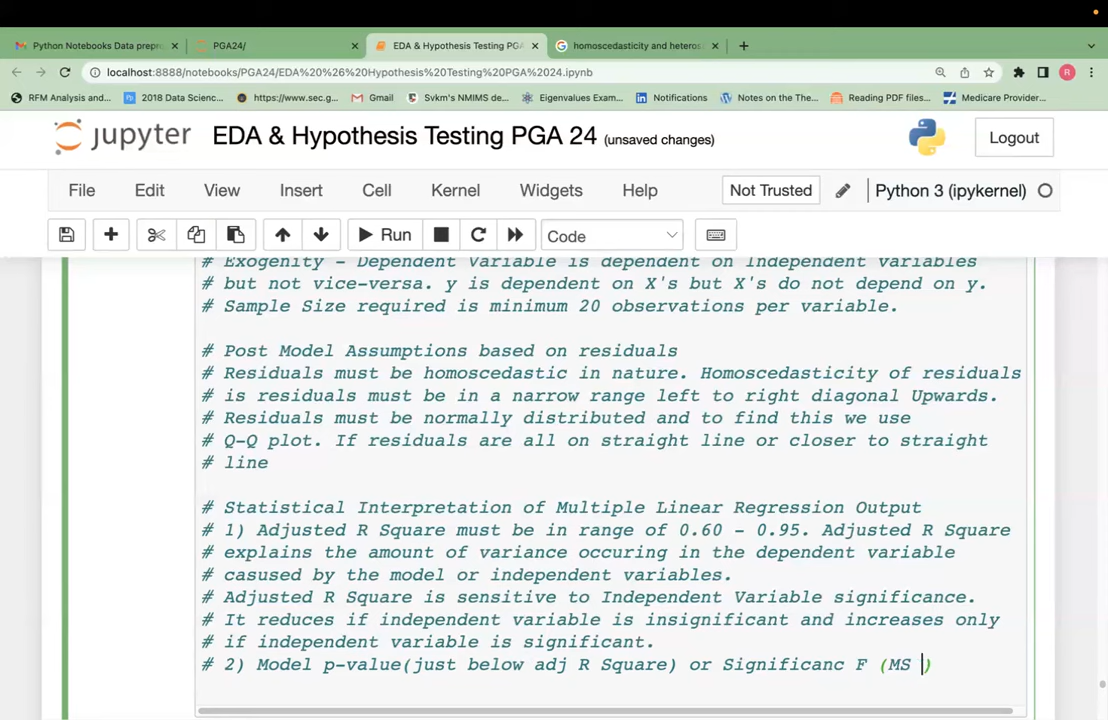 Python Notebooks Data prepro
PGA24/
EDA & Hypothesis Testing PGA
homoscedasticity and heteros
localhost:8888/notebooks/PGA24/EDA%20%26%20Hypothesis%20Testing%20PGA%2024.ipynb
RFM Analysis and...
2018 Data Scienc...
https://www.sec.g...
Gmail
Svkm's NMIMS de...
Eigenvalues Exam...
Notifications
Notes on the The...
Reading PDF files...
Medicare Provider...
jupyter EDA & Hypothesis Testing PGA 24 (unsaved changes)
Logout
File Edit View Insert Cell Kernel Widgets Help
Not Trusted
Python 3 (ipykernel)
Run
Code
# Exogenity - Dependent Variable is dependent on Independent variables
# but not vice-versa. y is dependent on X's but X's do not depend on y.
# Sample Size required is minimum 20 observations per variable.
# Post Model Assumptions based on residuals
# Residuals must be homoscedastic in nature. Homoscedasticity of residuals
# is residuals must be in a narrow range left to right diagonal Upwards.
# Residuals must be normally distributed and to find this we use
# Q-Q plot. If residuals are all on straight line or closer to straight
# line
# Statistical Interpretation of Multiple Linear Regression Output
# 1) Adjusted R Square must be in range of 0.60 - 0.95. Adjusted R Square
# explains the amount of variance occuring in the dependent variable
# casused by the model or independent variables.
# Adjusted R Square is sensitive to Independent Variable significance.
# It reduces if independent variable is insignificant and increases only
# if independent variable is significant.
# 2) Model p-value(just below adj R Square) or Significanc F (MS )